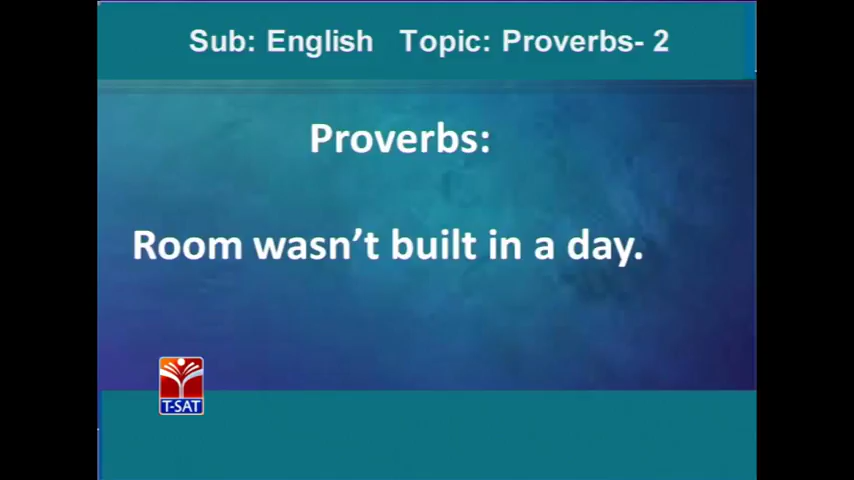 Sub: English Topic: Proverbs- 2
Proverbs:
Room wasn’t built in a day.
T-SAT